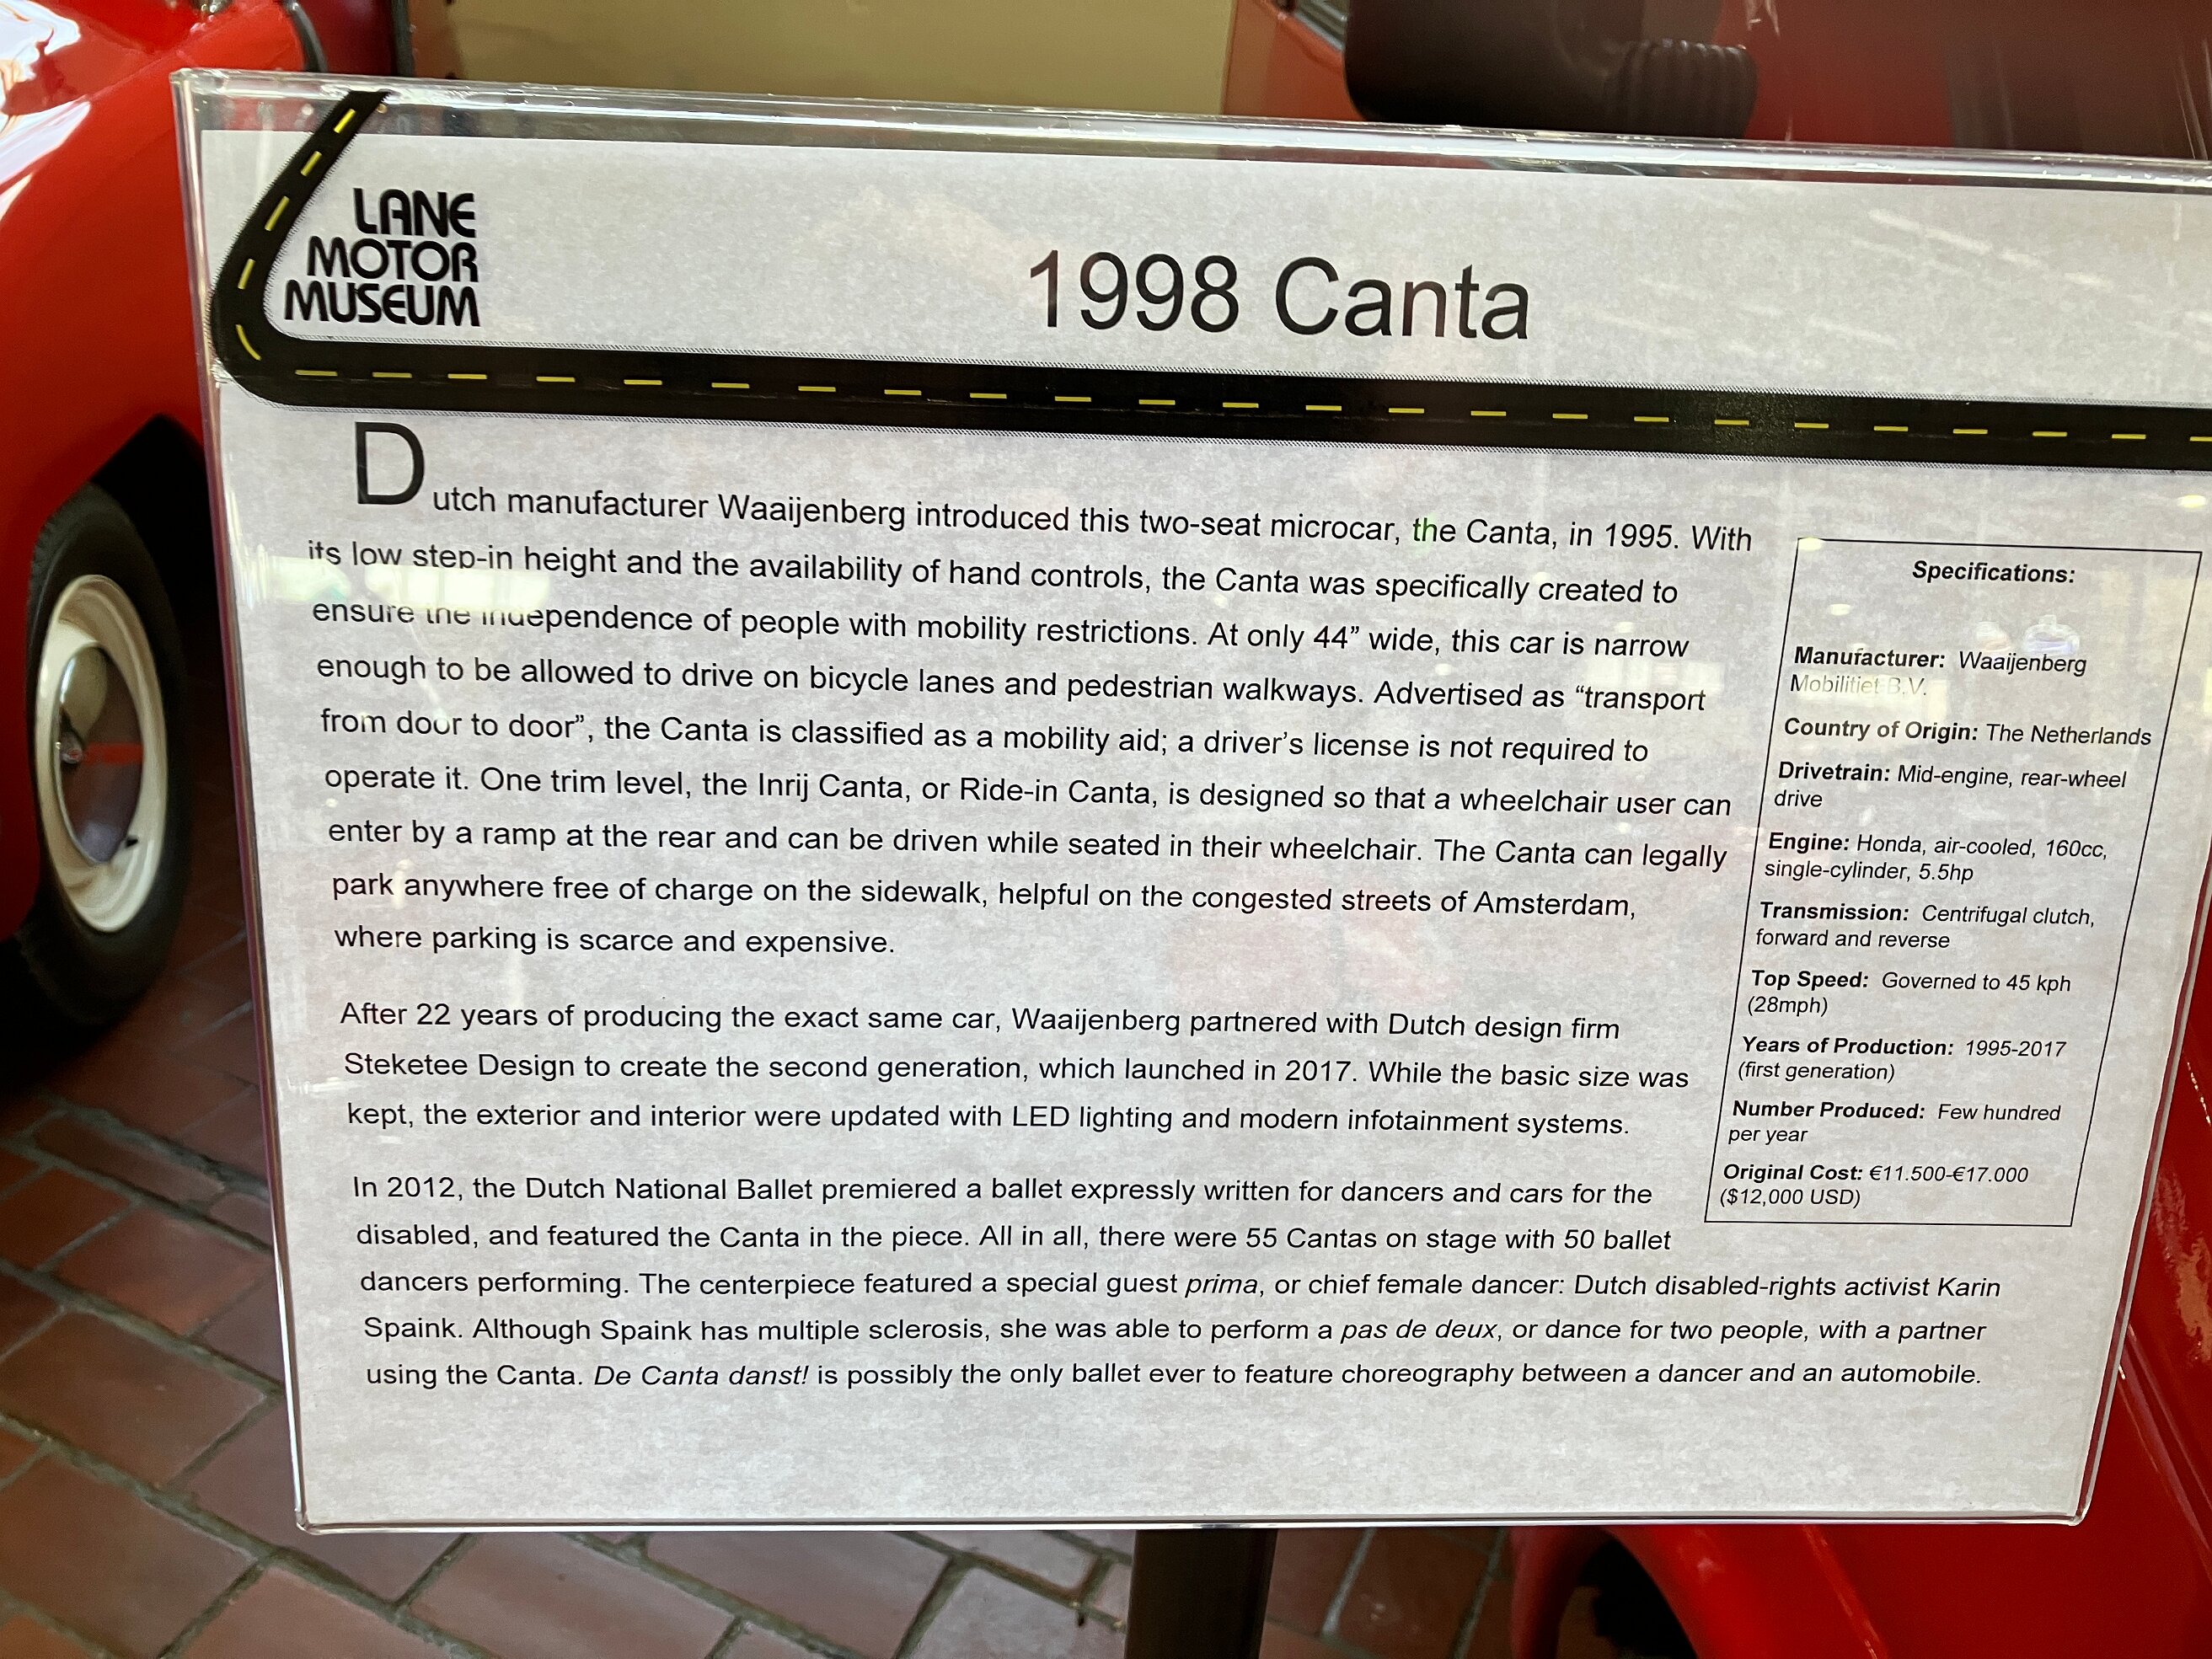 LANE
MOTOR
MUSEUM
1998 Canta
Dutch manufacturer Waaijenberg introduced this two-seat microcar, the Canta, in 1995. With
its low step-in height and the availability of hand controls, the Canta was specifically created to
ensure the independence of people with mobility restrictions. At only 44” wide, this car is narrow
enough to be allowed to drive on bicycle lanes and pedestrian walkways. Advertised as “transport
from door to door”, the Canta is classified as a mobility aid; a driver’s license is not required to
operate it. One trim level, the Inrij Canta, or Ride-in Canta, is designed so that a wheelchair user can
enter by a ramp at the rear and can be driven while seated in their wheelchair. The Canta can legally
park anywhere free of charge on the sidewalk, helpful on the congested streets of Amsterdam,
where parking is scarce and expensive.
After 22 years of producing the exact same car, Waaijenberg partnered with Dutch design firm
Steketee Design to create the second generation, which launched in 2017. While the basic size was
kept, the exterior and interior were updated with LED lighting and modern infotainment systems.
In 2012, the Dutch National Ballet premiered a ballet expressly written for dancers and cars for the
disabled, and featured the Canta in the piece. All in all, there were 55 Cantas on stage with 50 ballet
dancers performing. The centerpiece featured a special guest prima, or chief female dancer: Dutch disabled-rights activist Karin
Spaink. Although Spaink has multiple sclerosis, she was able to perform a pas de deux, or dance for two people, with a partner
using the Canta. De Canta danst! is possibly the only ballet ever to feature choreography between a dancer and an automobile.
Specifications:
Manufacturer: Waaijenberg
Mobilitiet B.V.
Country of Origin: The Netherlands
Drivetrain: Mid-engine, rear-wheel
drive
Engine: Honda, air-cooled, 160cc,
single-cylinder, 5.5hp
Transmission: Centrifugal clutch,
forward and reverse
Top Speed: Governed to 45 kph
(28mph)
Years of Production: 1995-2017
(first generation)
Number Produced: Few hundred
per year
Original Cost: €11.500-€17.000
($12,000 USD)